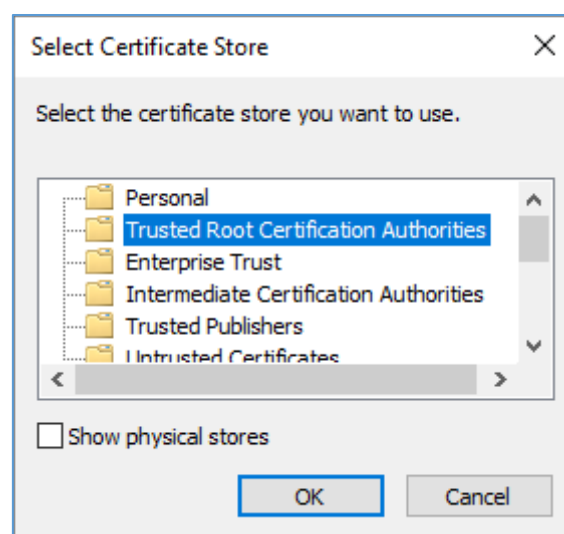 Select Certificate Store
Select the certificate store you want to use.
Personal
Trusted Root Certification Authorities
Enterprise Trust
Intermediate Certification Authorities
Trusted Publishers
Untrusted Certificates
Show physical stores
OK
Cancel